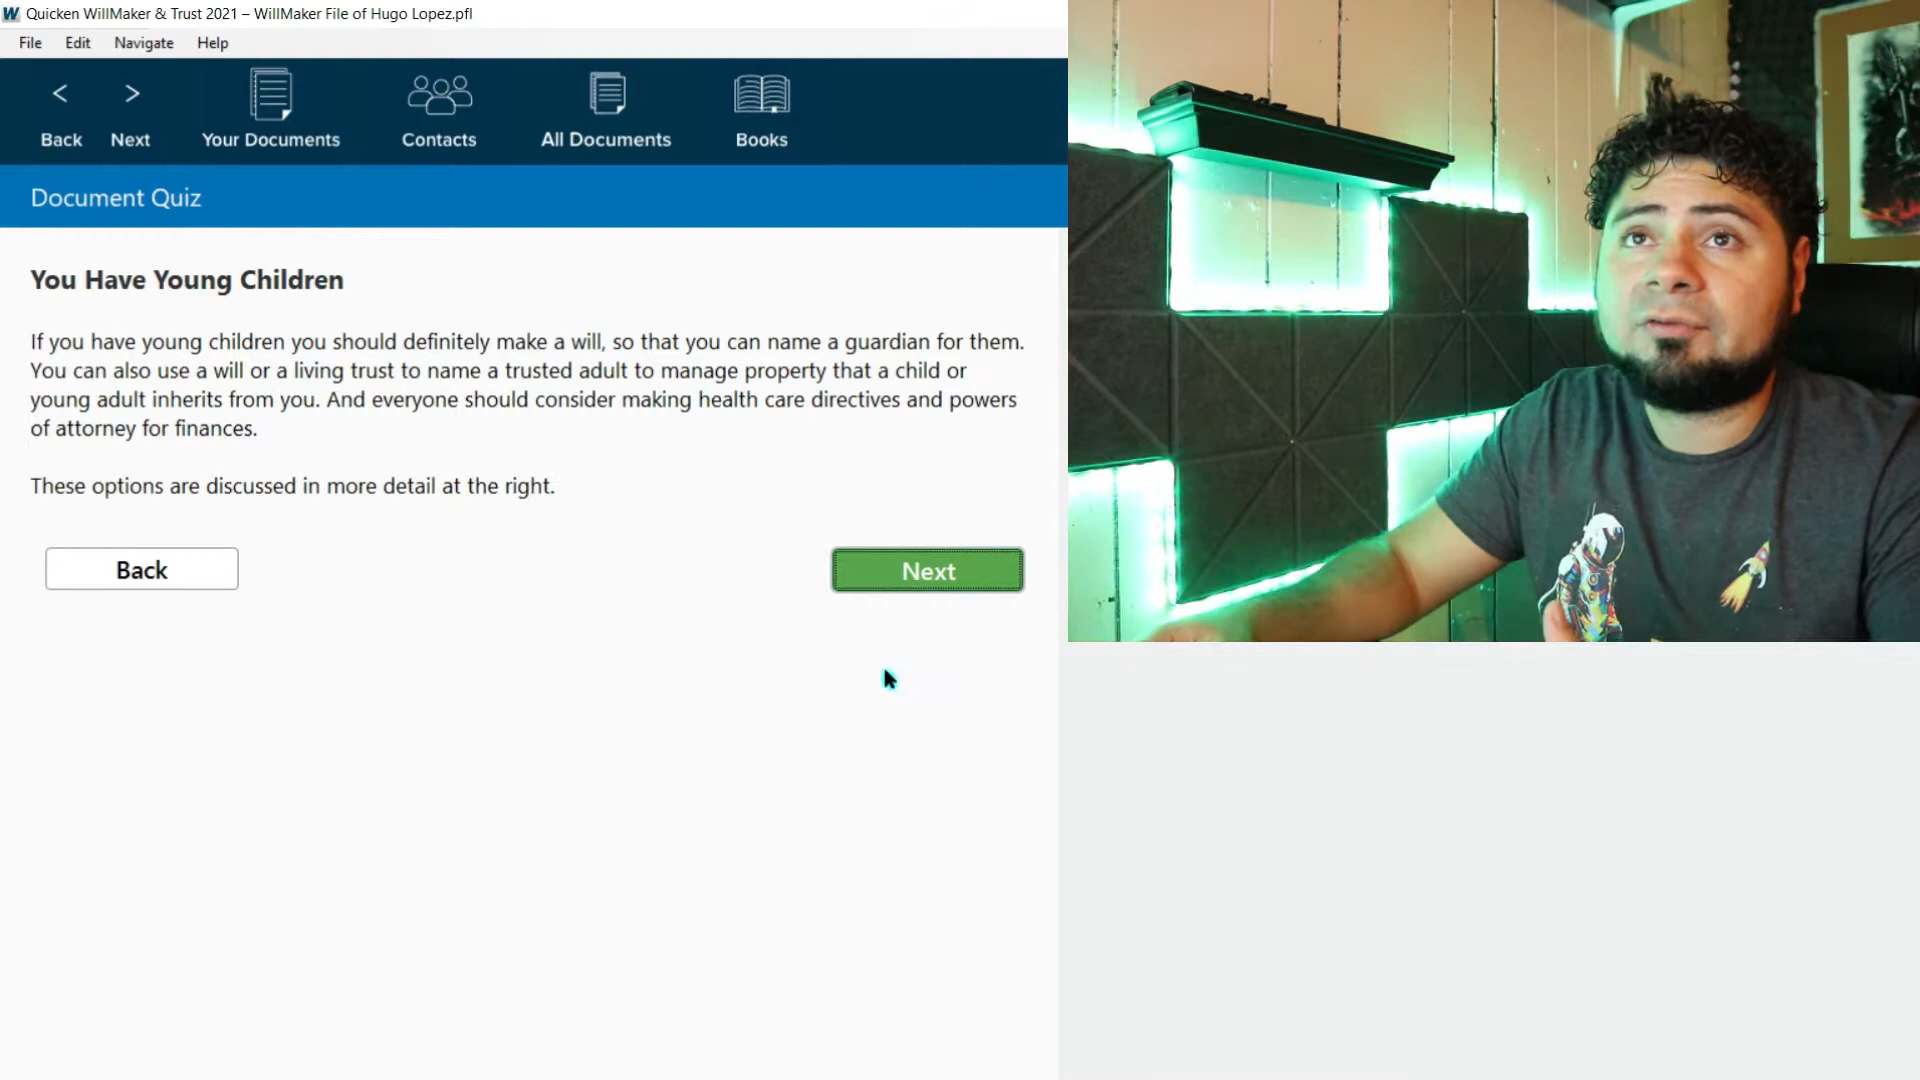 W Quicken WillMaker & Trust 2021 – WillMaker File of Hugo Lopez.pfl
File Edit Navigate Help
< >
Back Next Your Documents Contacts All Documents Books
Document Quiz
You Have Young Children
If you have young children you should definitely make a will, so that you can name a guardian for them.
You can also use a will or a living trust to name a trusted adult to manage property that a child or
young adult inherits from you. And everyone should consider making health care directives and powers
of attorney for finances.
These options are discussed in more detail at the right.
Back Next